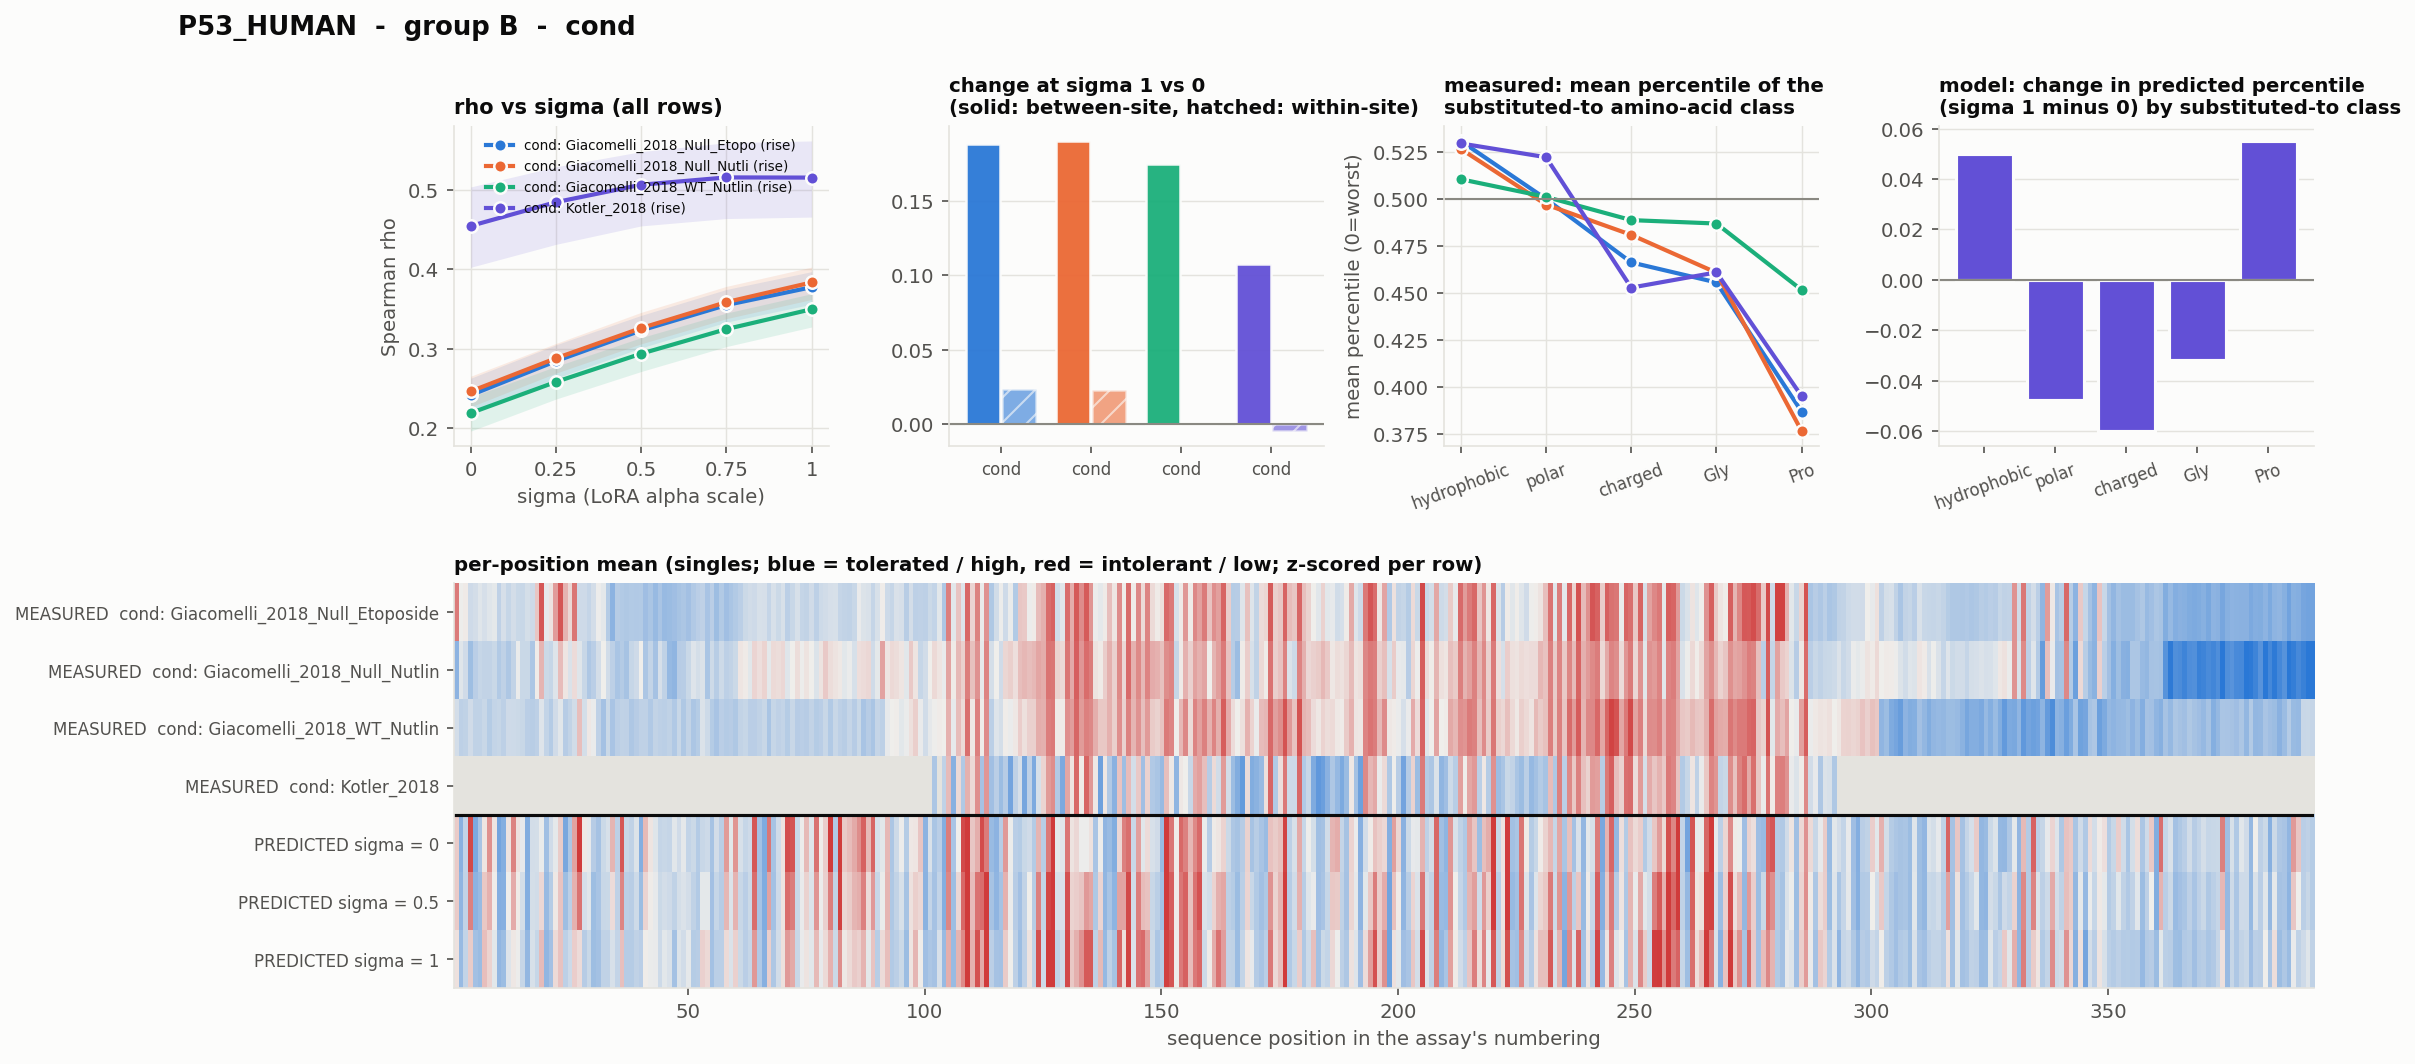 P53_HUMAN - group B - cond
rho vs sigma (all rows)
cond: Giacomelli_2018_Null_Etopo (rise)
cond: Giacomelli_2018_Null_Nutli (rise)
cond: Giacomelli_2018_WT_Nutlin (rise)
cond: Kotler_2018 (rise)
Spearman rho
0.5
0.4
0.3
0.2
0
0.25
0.5
0.75
1
sigma (LoRA alpha scale)
change at sigma 1 vs 0
(solid: between-site, hatched: within-site)
0.15
0.10
0.05
0.00
cond
cond
cond
cond
measured: mean percentile of the
substituted-to amino-acid class
mean percentile (0=worst)
0.525
0.500
0.475
0.450
0.425
0.400
0.375
hydrophobic
polar
charged
Gly
Pro
model: change in predicted percentile
(sigma 1 minus 0) by substituted-to class
0.06
0.04
0.02
0.00
−0.02
−0.04
−0.06
hydrophobic
polar
charged
Gly
Pro
per-position mean (singles; blue = tolerated / high, red = intolerant / low; z-scored per row)
MEASURED cond: Giacomelli_2018_Null_Etoposide
MEASURED cond: Giacomelli_2018_Null_Nutlin
MEASURED cond: Giacomelli_2018_WT_Nutlin
MEASURED cond: Kotler_2018
PREDICTED sigma = 0
PREDICTED sigma = 0.5
PREDICTED sigma = 1
50
100
150
200
250
300
350
sequence position in the assay's numbering